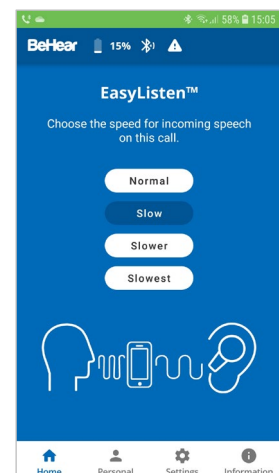 58% 15:05
BeHear 15%
EasyListen™
Choose the speed for incoming speech
on this call.
Normal
Slow
Slower
Slowest
Home Personal Settings Information